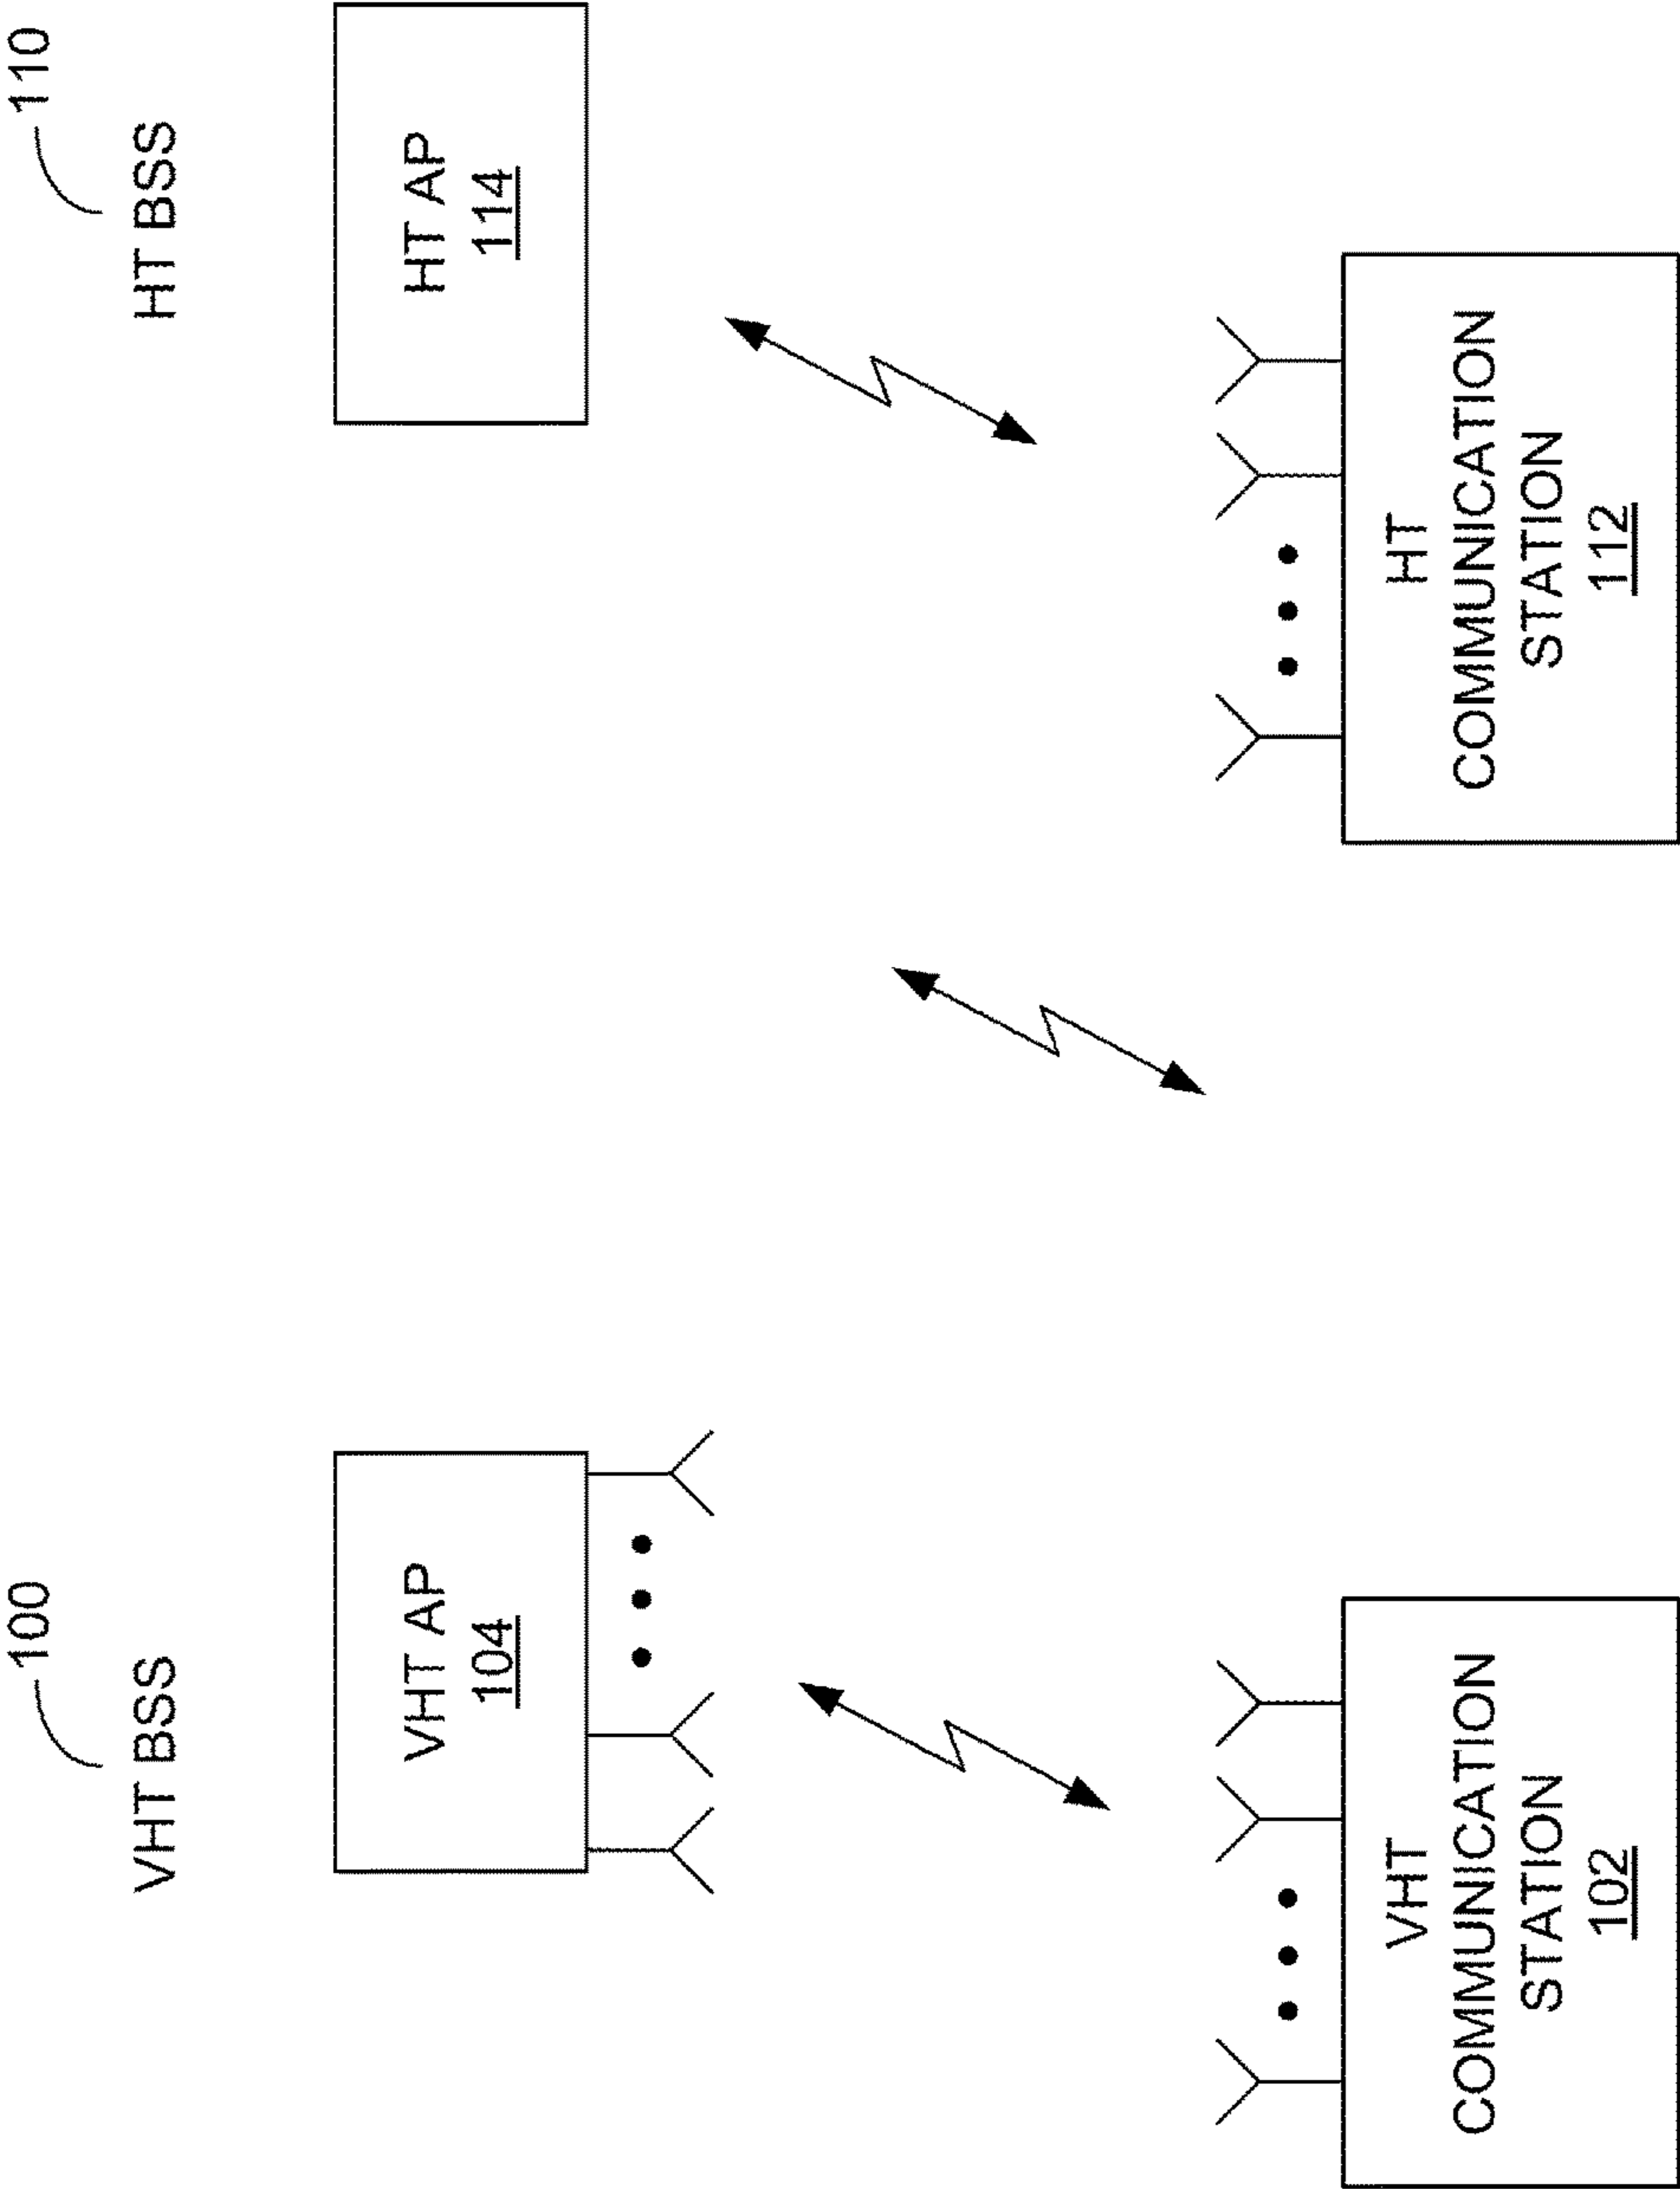 100
VHT BSS
VHT AP
104
VHT
COMMUNICATION
STATION
102
110
HT BSS
HT AP
114
HT
COMMUNICATION
STATION
112